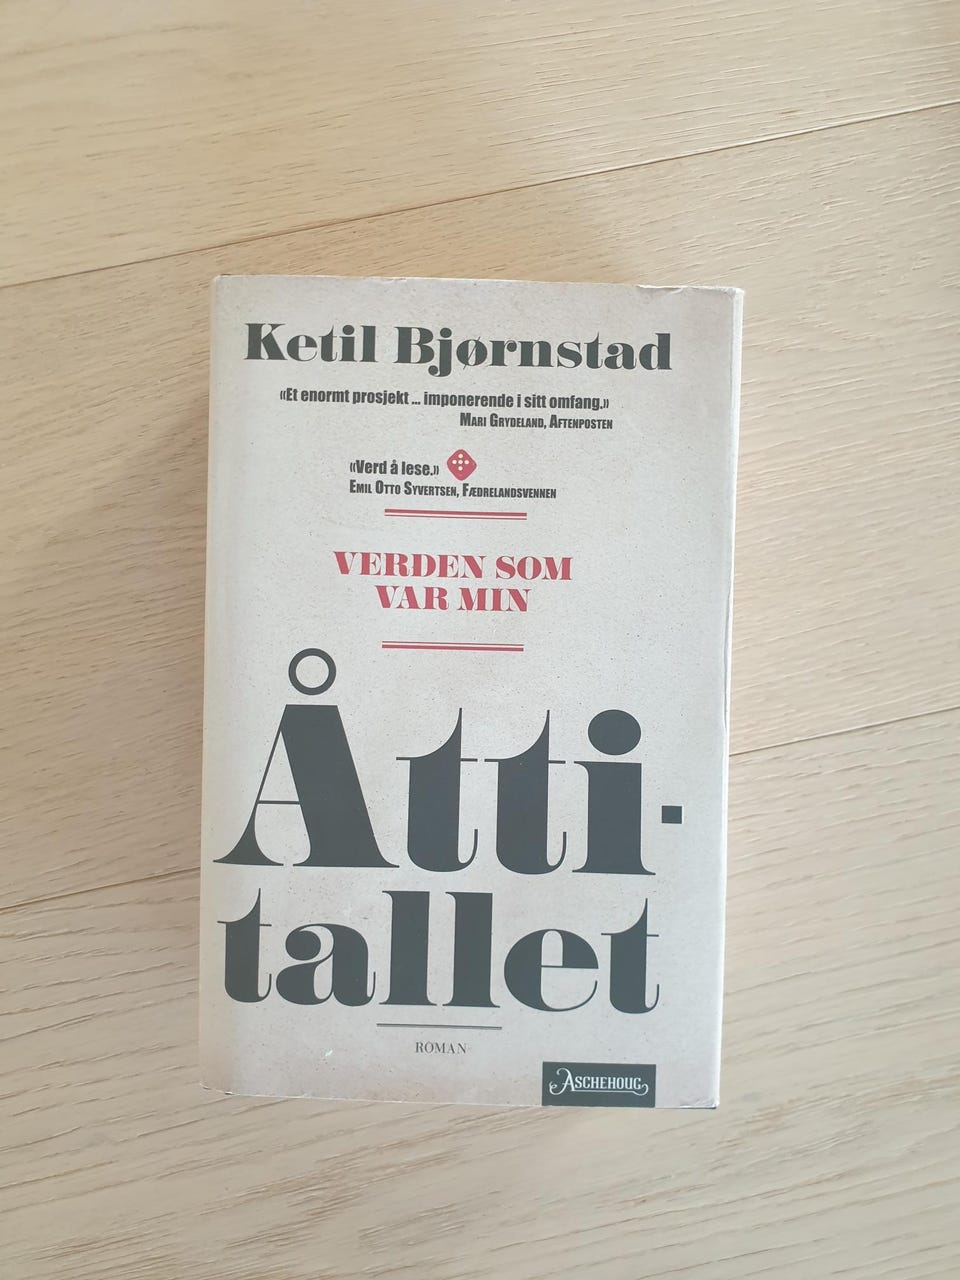 Ketil Bjørnstad
«Et enormt prosjekt ... imponerende i sitt omfang.»
Mari Grydeland, Aftenposten
«Verd å lese.»
Emil Otto Syvertsen, Fædrelandsvennen
VERDEN SOM
VAR MIN
Åtti-
tallet
ROMAN
ASCHEHOUG